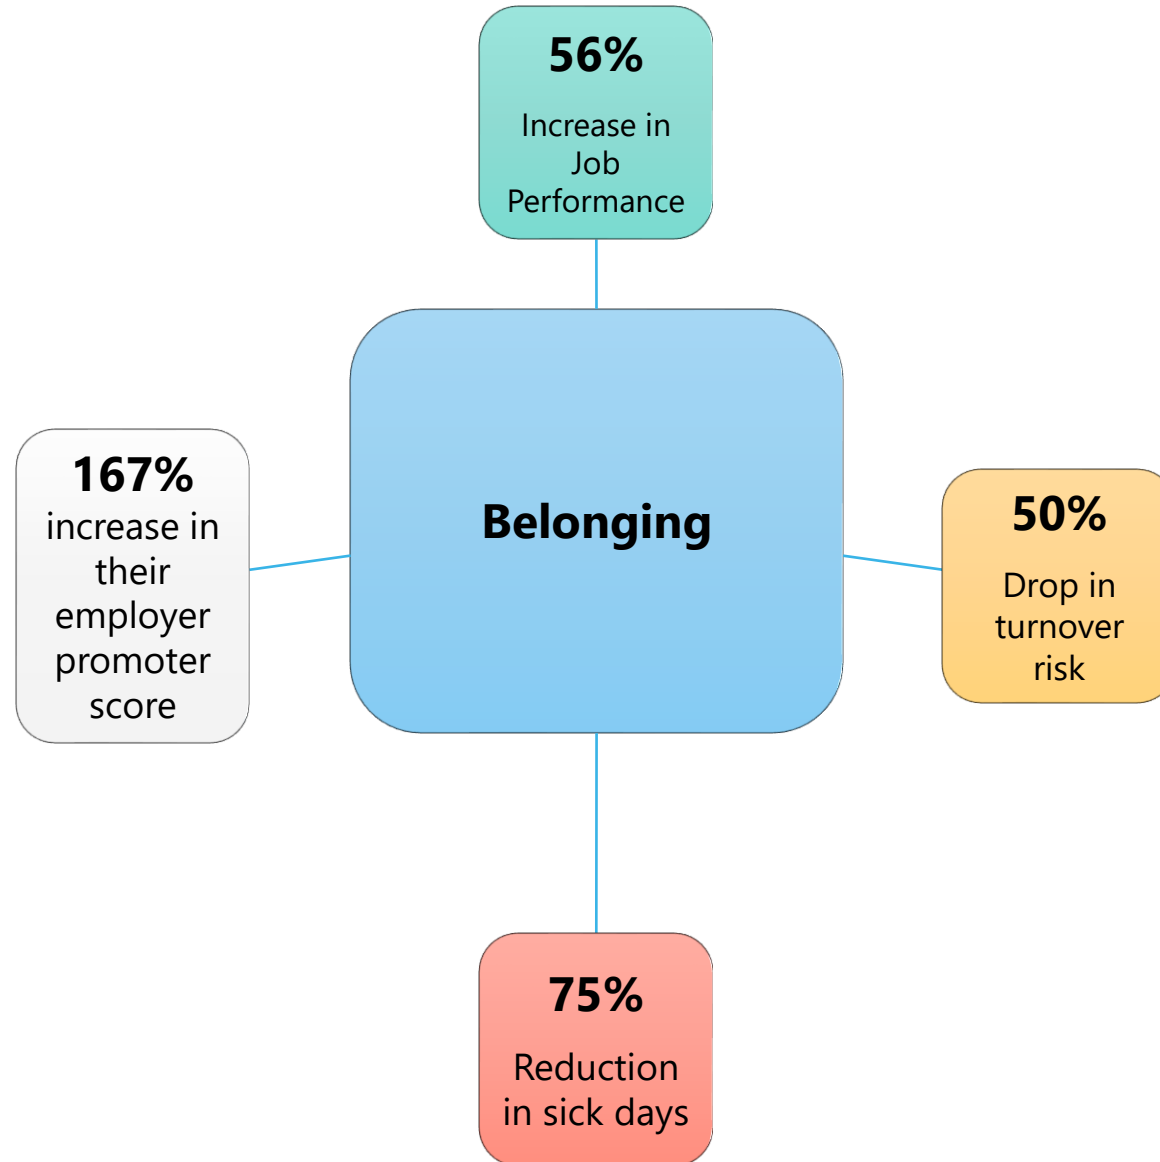 56%
Increase in
Job
Performance
167%
increase in
their
employer
promoter
score
Belonging
50%
Drop in
turnover
risk
75%
Reduction
in sick days